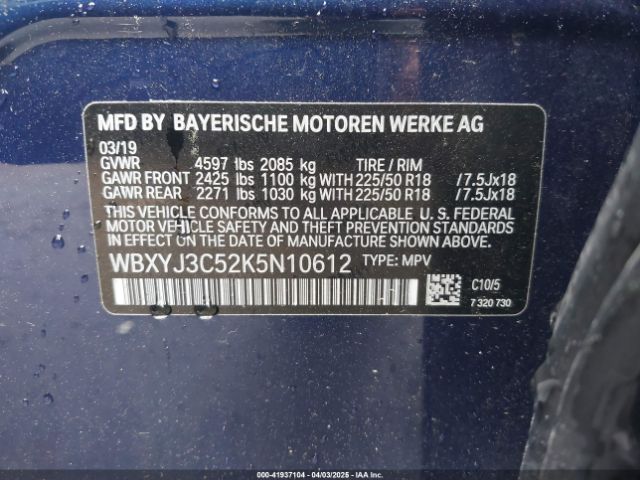 MFD BY BAYERISCHE MOTOREN WERKE AG
03/19
GVWR 4597 lbs 2085 kg TIRE / RIM
GAWR FRONT 2425 lbs 1100 kg WITH 225/50 R18 /7.5Jx18
GAWR REAR 2271 lbs 1030 kg WITH 225/50 R18 /7.5Jx18
THIS VEHICLE CONFORMS TO ALL APPLICABLE U. S. FEDERAL
MOTOR VEHICLE SAFETY AND THEFT PREVENTION STANDARDS
IN EFFECT ON THE DATE OF MANUFACTURE SHOWN ABOVE.
WBXYJ3C52K5N10612 TYPE: MPV
C10/5
7 320 730
000-41937104 - 04/03/2025 - IAAI.COM